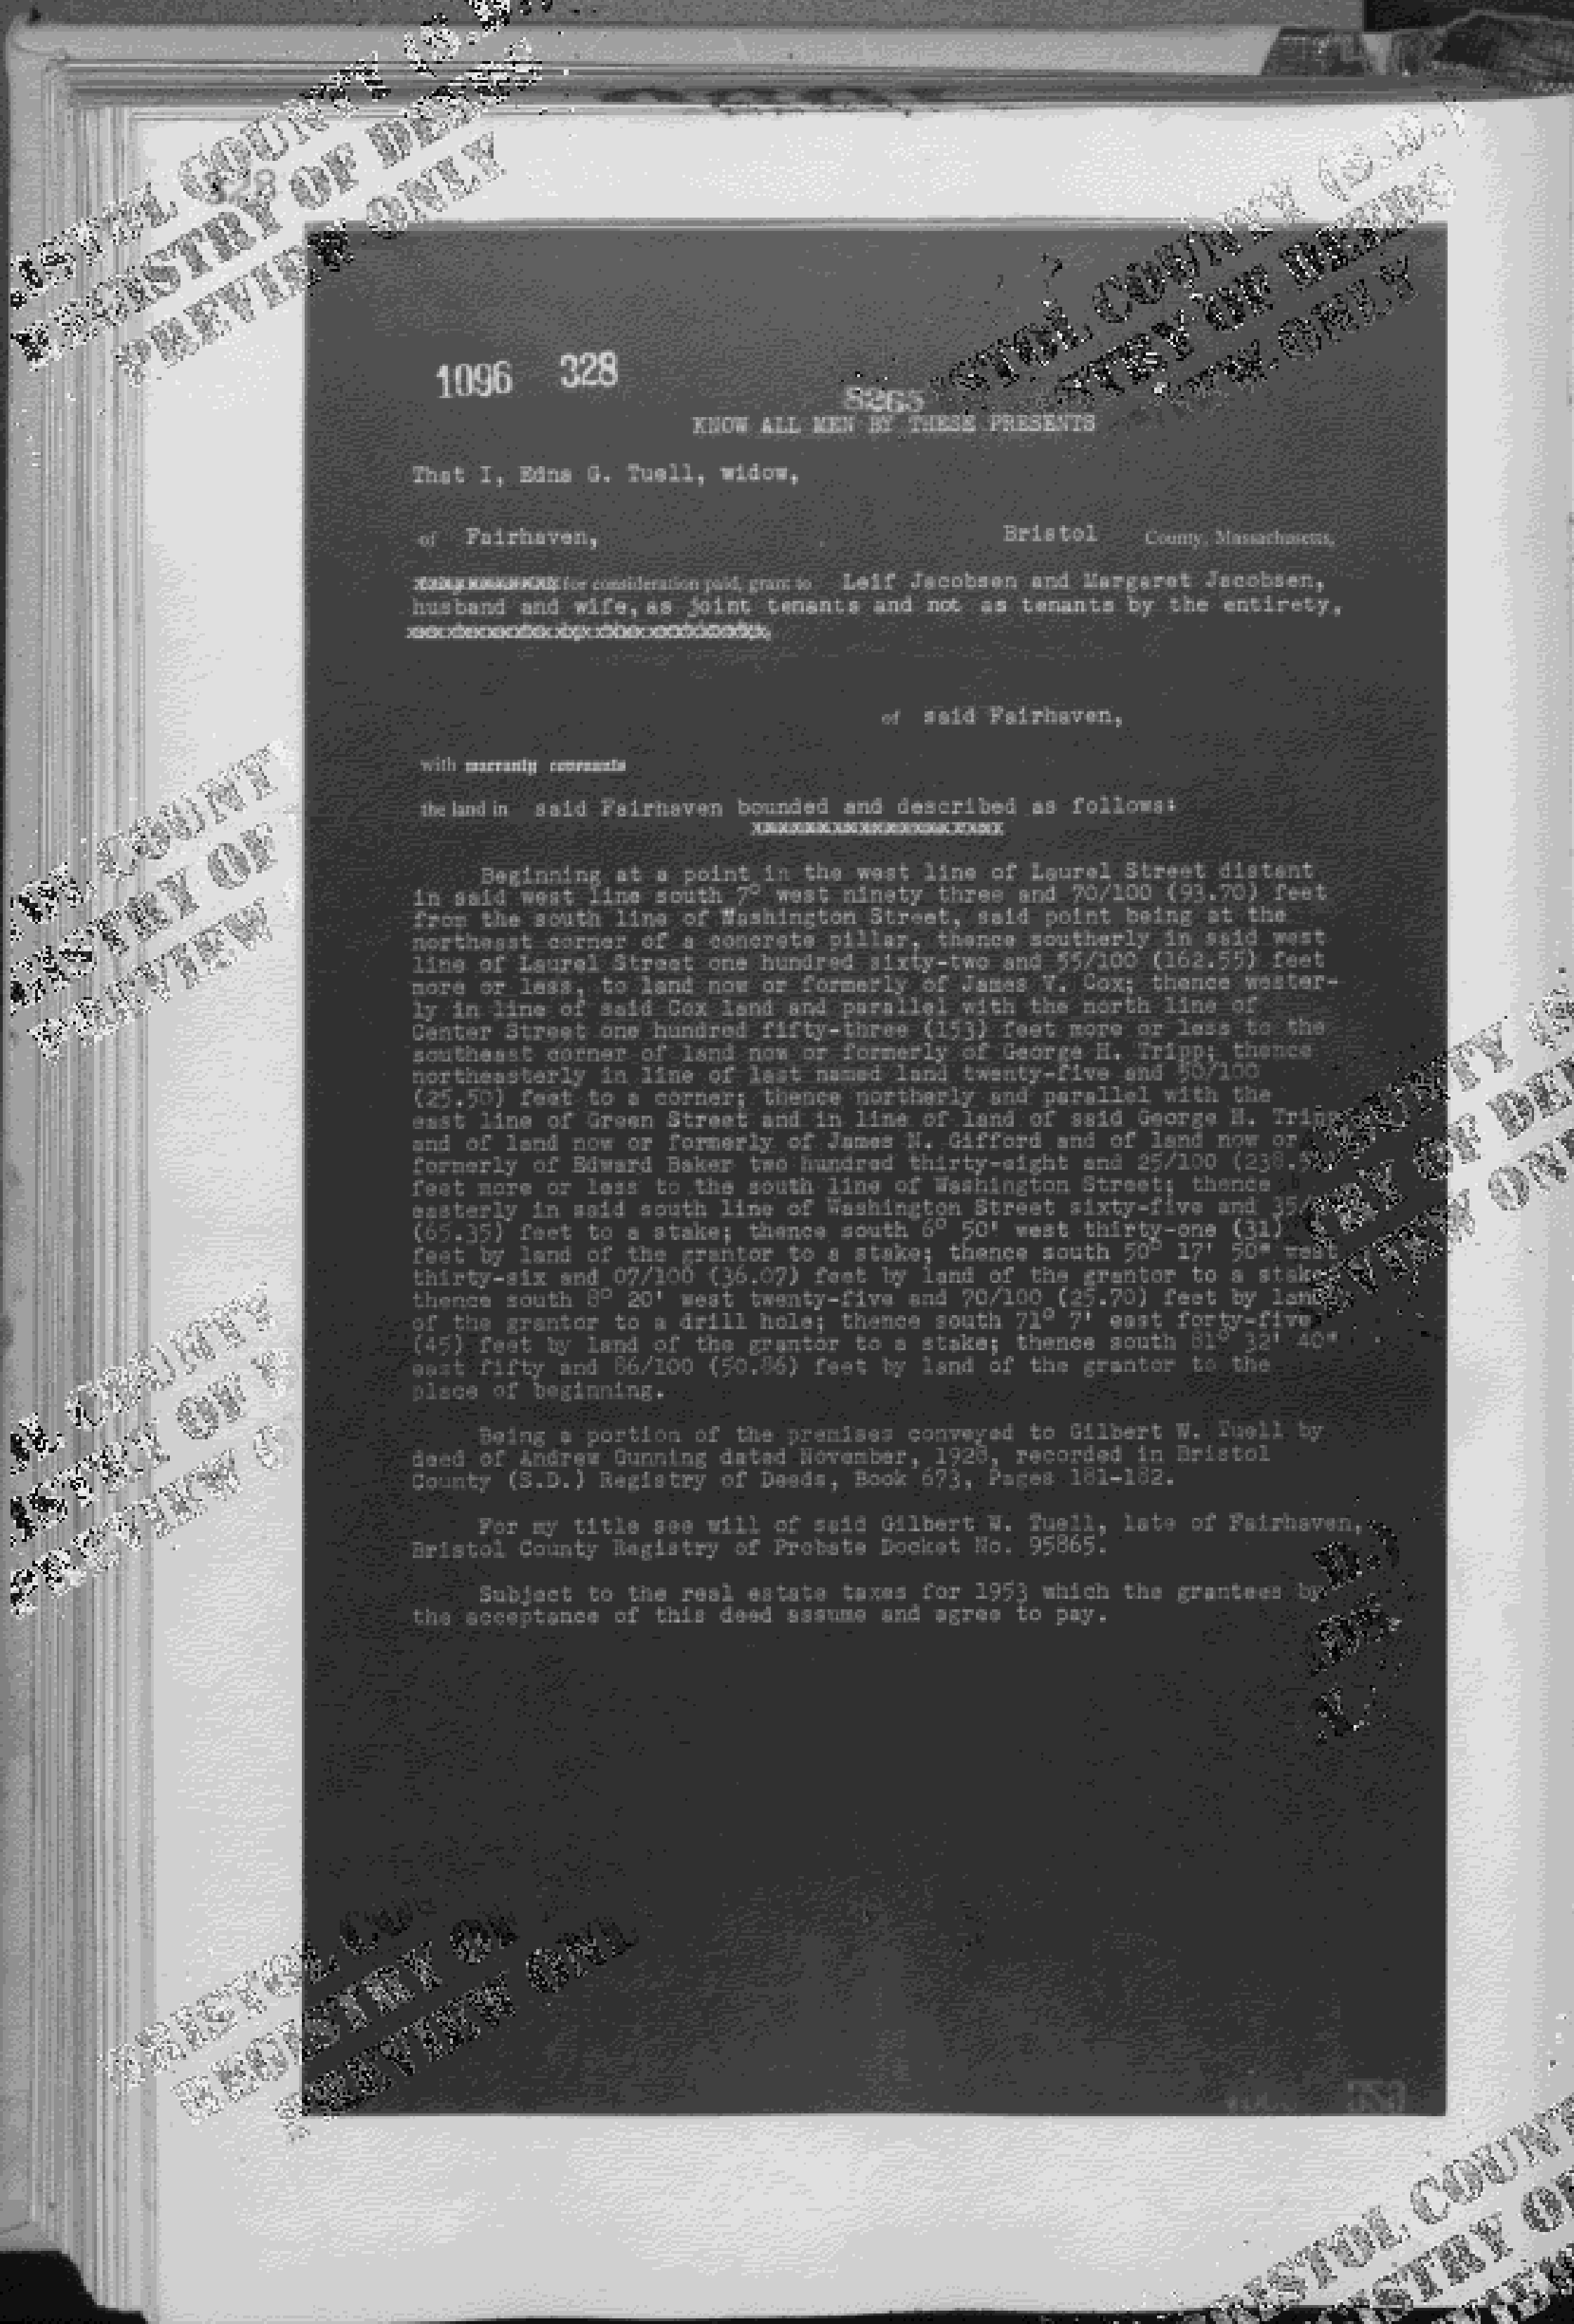 BRISTOL COUNTY (S.D.)
REGISTRY OF DEEDS
PREVIEW ONLY
328
1096 328
5265
KNOW ALL MEN BY THESE PRESENTS
That I, Edna G. Tuell, widow,
of Fairhaven, Bristol County, Massachusetts,
for consideration paid, grant to Leif Jacobsen and Margaret Jacobsen,
husband and wife, as joint tenants and not as tenants by the entirety,
of said Fairhaven,
with warranty covenants
the land in said Fairhaven bounded and described as follows:
Beginning at a point in the west line of Laurel Street distant
in said west line south 7° west ninety three and 70/100 (93.70) feet
from the south line of Washington Street, said point being at the
northeast corner of a concrete pillar, thence southerly in said west
line of Laurel Street one hundred sixty-two and 55/100 (162.55) feet
more or less, to land now or formerly of James V. Cox; thence wester-
ly in line of said Cox land and parallel with the north line of
Center Street one hundred fifty-three (153) feet more or less to the
southeast corner of land now or formerly of George H. Tripp; thence
northeasterly in line of last named land twenty-five and 50/100
(25.50) feet to a corner; thence northerly and parallel with the
east line of Green Street and in line of land of said George H. Tripp
and of land now or formerly of James N. Gifford and of land now or
formerly of Edward Baker two hundred thirty-eight and 25/100
feet more or less to the south line of Washington Street; thence
easterly in said south line of Washington Street sixty-five and 35/
(65.35) feet to a stake; thence south 6° 50' west thirty-one (31)
feet by land of the grantor to a stake; thence south 50° 17' 50" west
thirty-six and 07/100 (36.07) feet by land of the grantor to a stake
thence south 8° 20' west twenty-five and 70/100 (25.70) feet by land
of the grantor to a drill hole; thence south 71° 7' east forty-five
(45) feet by land of the grantor to a stake; thence south 81° 32' 40"
east fifty and 86/100 (50.86) feet by land of the grantor to the
place of beginning.
Being a portion of the premises conveyed to Gilbert W. Tuell by
deed of Andrew Gunning dated November, 1928, recorded in Bristol
County (S.D.) Registry of Deeds, Book 673, Pages 181-182.
For my title see will of said Gilbert W. Tuell, late of Fairhaven,
Bristol County Registry of Probate Docket No. 95865.
Subject to the real estate taxes for 1953 which the grantees by
the acceptance of this deed assume and agree to pay.